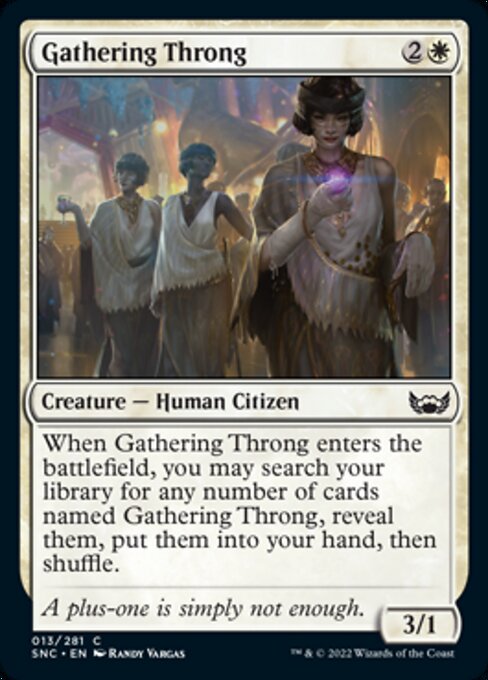 Gathering Throng 2
Creature — Human Citizen
When Gathering Throng enters the
battlefield, you may search your
library for any number of cards
named Gathering Throng, reveal
them, put them into your hand, then
shuffle.
A plus-one is simply not enough.
3/1
013/281 C
SNC • EN Randy Vargas
™ & © 2022 Wizards of the Coast